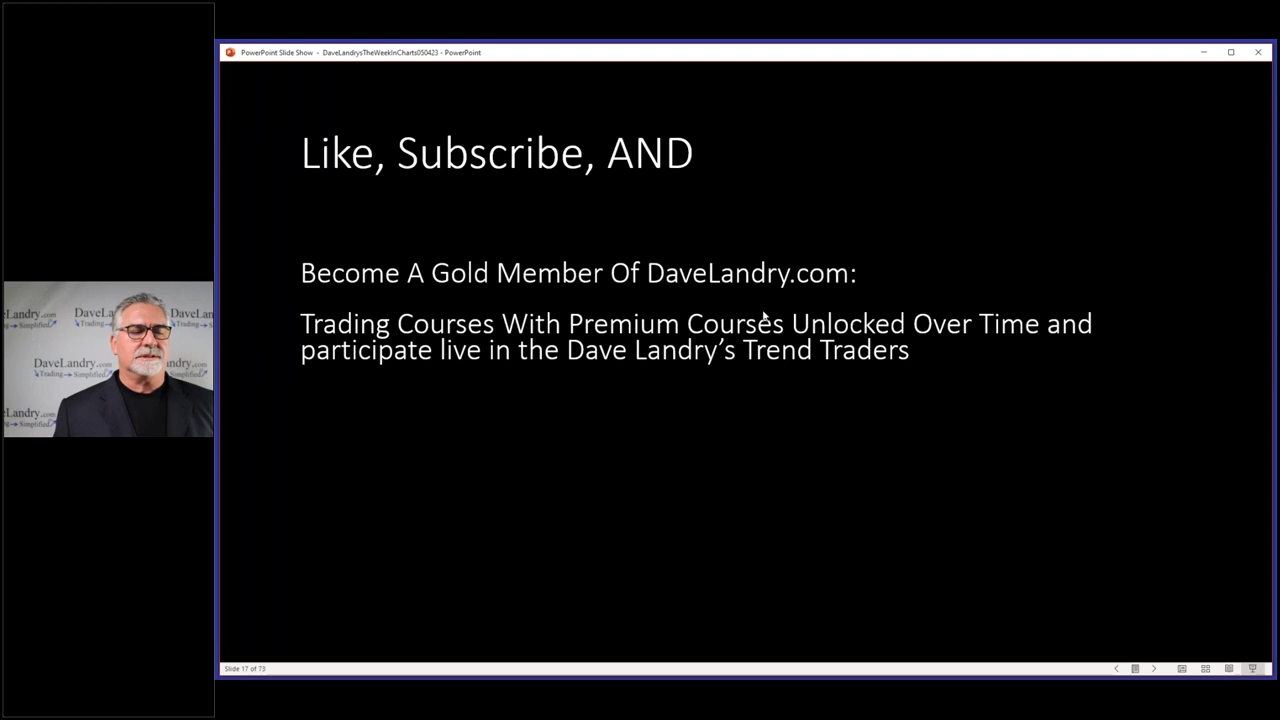 PowerPoint Slide Show - DaveLandrysTheWeekInCharts050423 - PowerPoint
Like, Subscribe, AND
Become A Gold Member Of DaveLandry.com:
Trading Courses With Premium Courses Unlocked Over Time and
participate live in the Dave Landry’s Trend Traders
DaveLandry.com
Trading Simplified
Slide 17 of 73